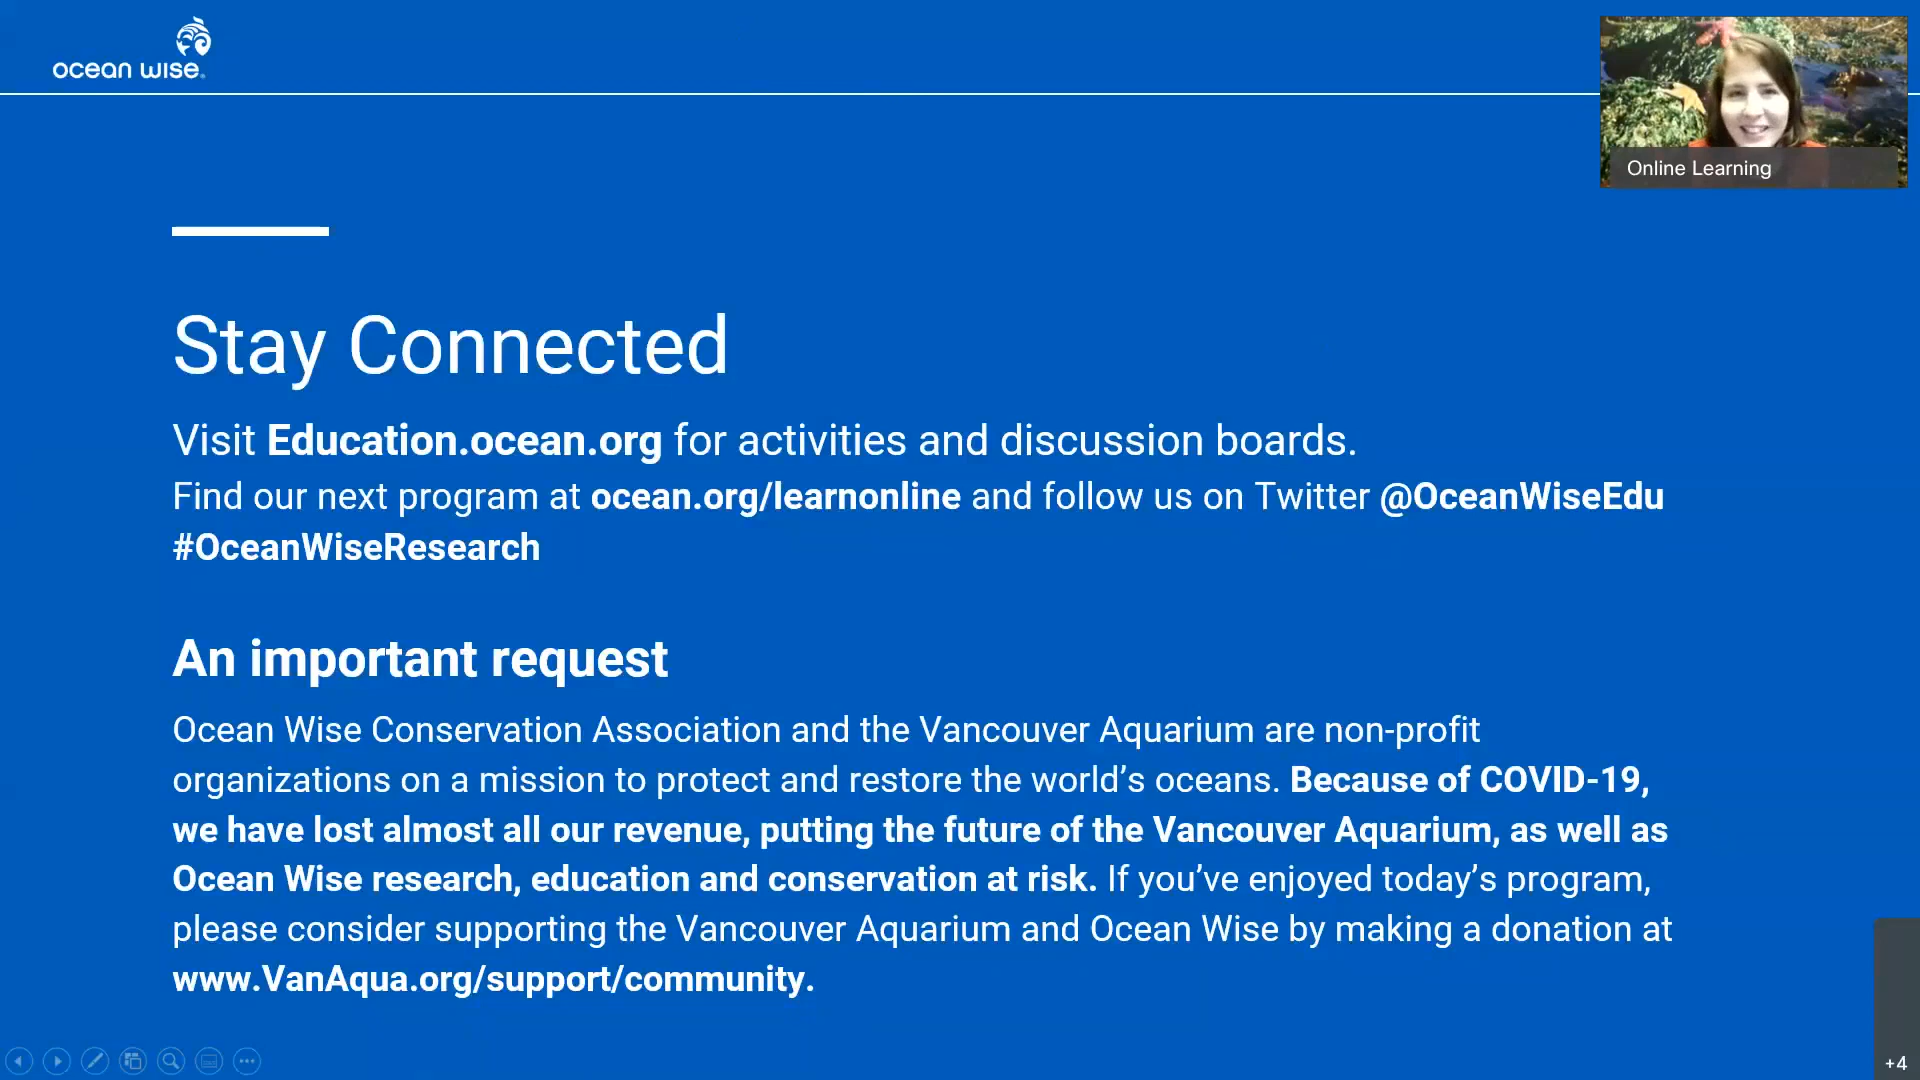 ocean wise.
Online Learning
Stay Connected
Visit Education.ocean.org for activities and discussion boards.
Find our next program at ocean.org/learnonline and follow us on Twitter @OceanWiseEdu
#OceanWiseResearch
An important request
Ocean Wise Conservation Association and the Vancouver Aquarium are non-profit
organizations on a mission to protect and restore the world’s oceans. Because of COVID-19,
we have lost almost all our revenue, putting the future of the Vancouver Aquarium, as well as
Ocean Wise research, education and conservation at risk. If you’ve enjoyed today’s program,
please consider supporting the Vancouver Aquarium and Ocean Wise by making a donation at
www.VanAqua.org/support/community.
+4